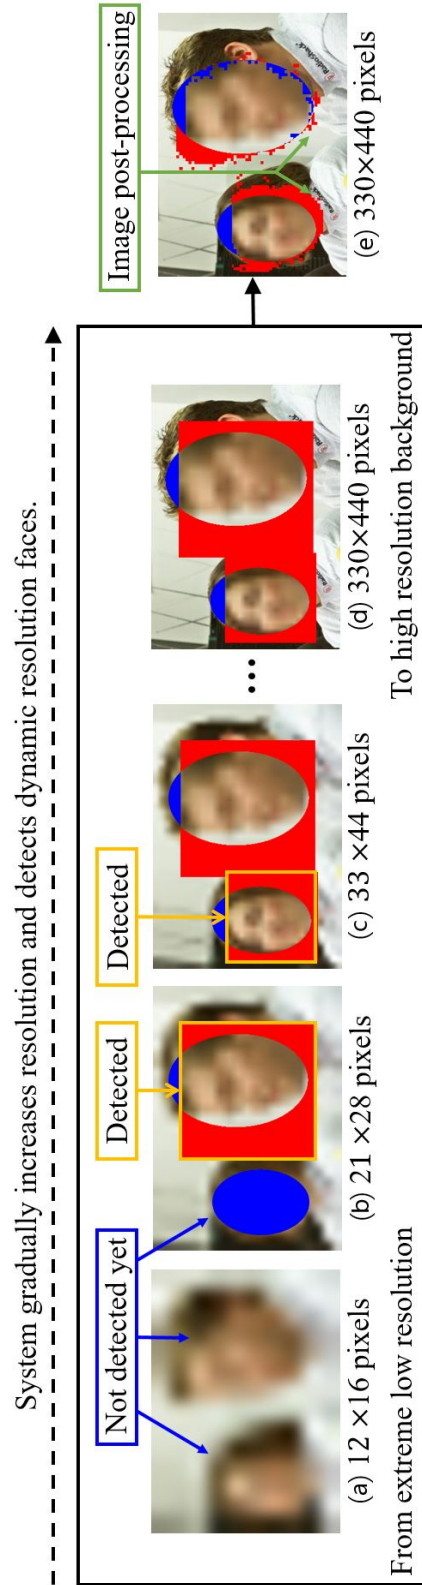 System gradually increases resolution and detects dynamic resolution faces.
Not detected yet
Detected
Detected
Image post-processing
(a) 12 ×16 pixels
(b) 21 ×28 pixels
(c) 33 ×44 pixels
...
(d) 330×440 pixels
(e) 330×440 pixels
From extreme low resolution
To high resolution background
RadioShack
RadioShack